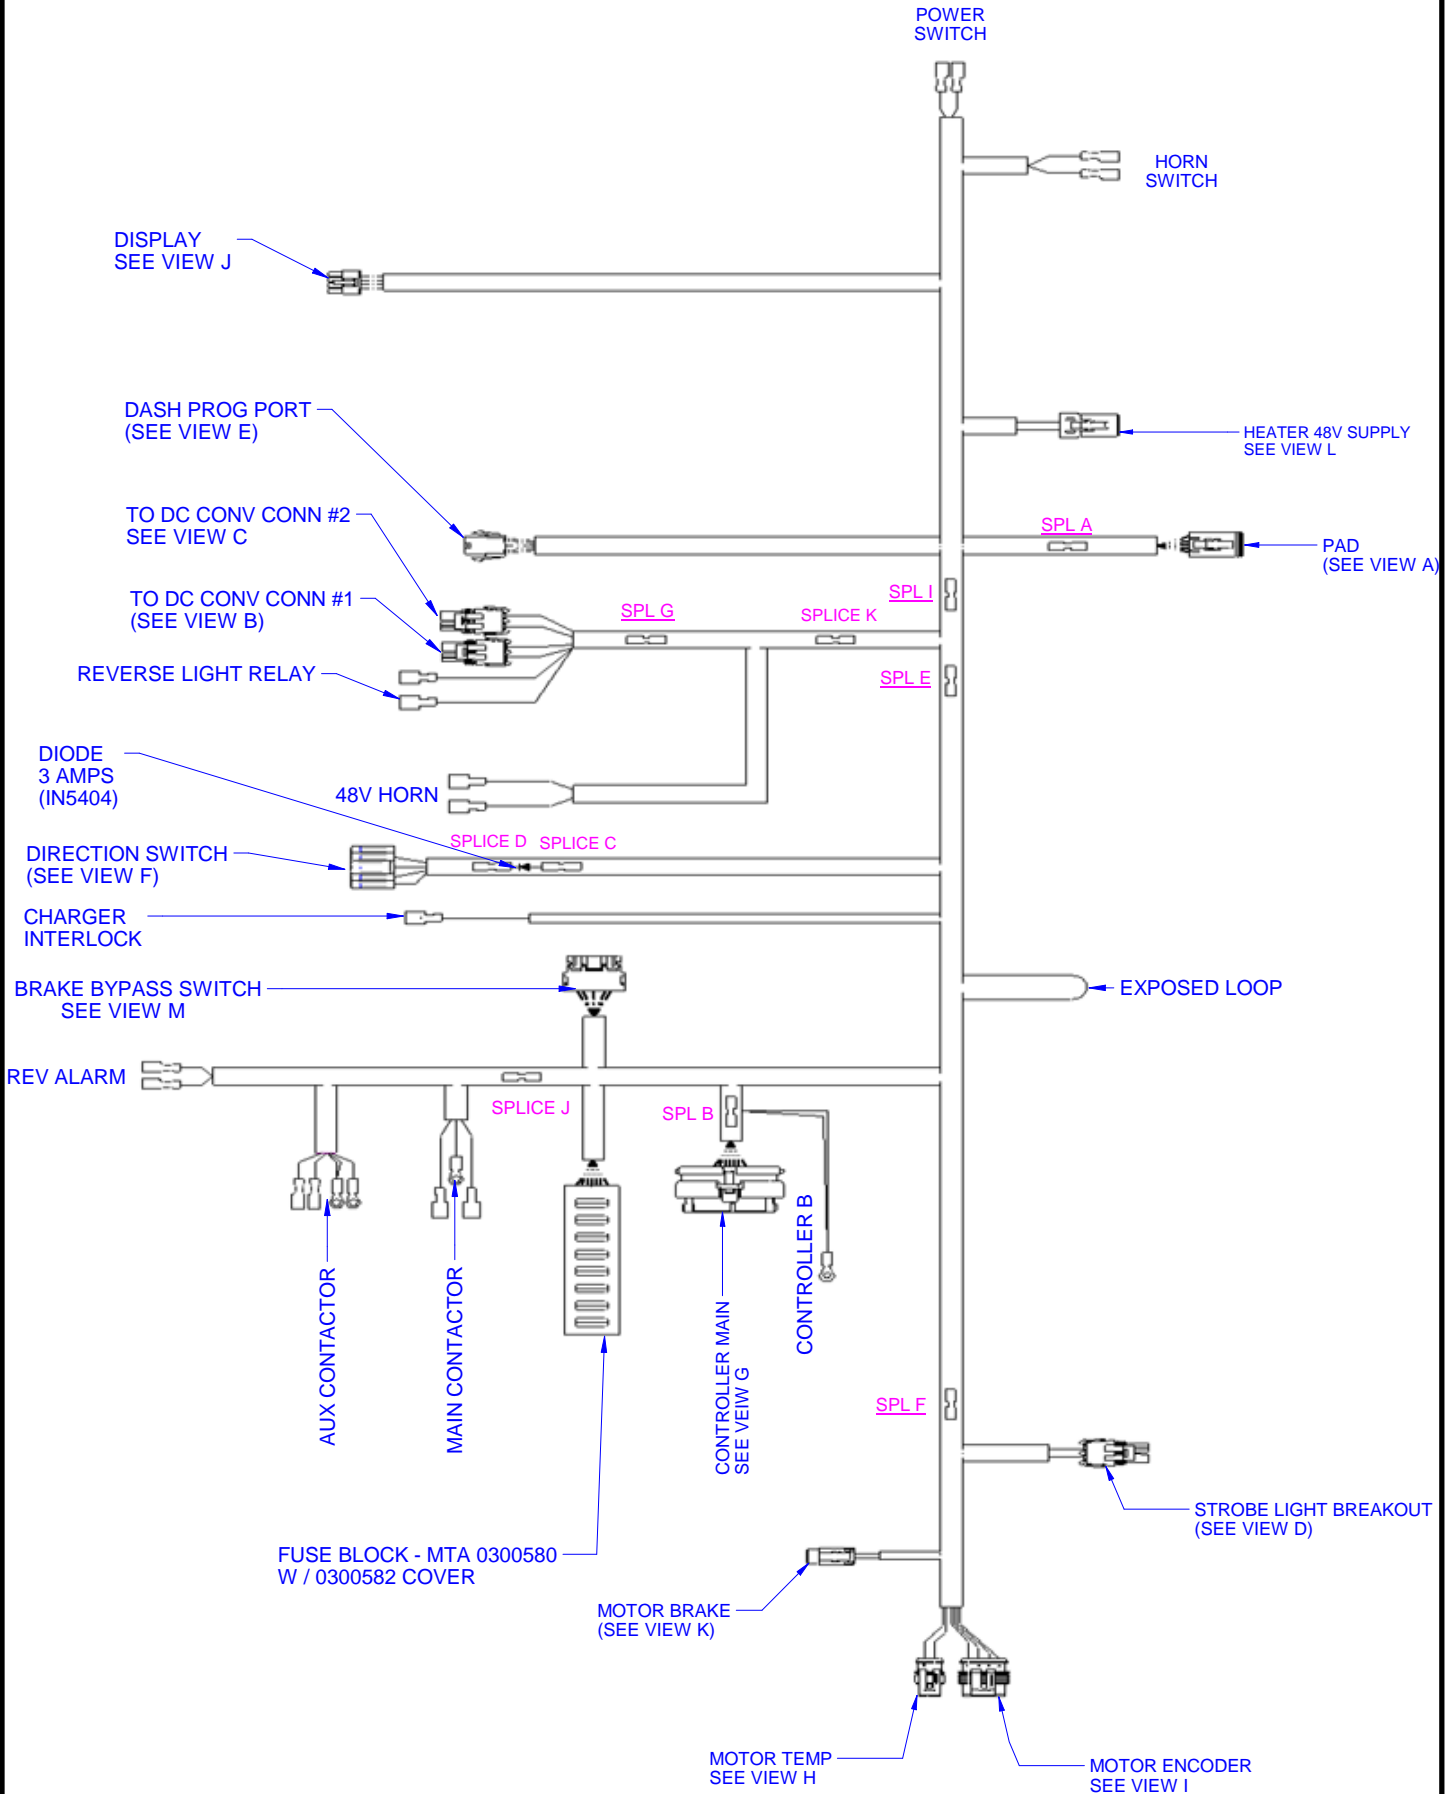 POWER
SWITCH
HORN
SWITCH
DISPLAY
SEE VIEW J
DASH PROG PORT
(SEE VIEW E)
HEATER 48V SUPPLY
SEE VIEW L
TO DC CONV CONN #2
SEE VIEW C
SPL A
PAD
(SEE VIEW A)
TO DC CONV CONN #1
(SEE VIEW B)
SPL G
SPLICE K
SPL I
REVERSE LIGHT RELAY
SPL E
DIODE
3 AMPS
(IN5404)
48V HORN
SPLICE D
SPLICE C
DIRECTION SWITCH
(SEE VIEW F)
CHARGER
INTERLOCK
BRAKE BYPASS SWITCH
SEE VIEW M
EXPOSED LOOP
REV ALARM
SPLICE J
SPL B
AUX CONTACTOR
MAIN CONTACTOR
CONTROLLER MAIN
SEE VEIW G
CONTROLLER B
SPL F
STROBE LIGHT BREAKOUT
(SEE VIEW D)
FUSE BLOCK - MTA 0300580
W / 0300582 COVER
MOTOR BRAKE
(SEE VIEW K)
MOTOR TEMP
SEE VIEW H
MOTOR ENCODER
SEE VIEW I